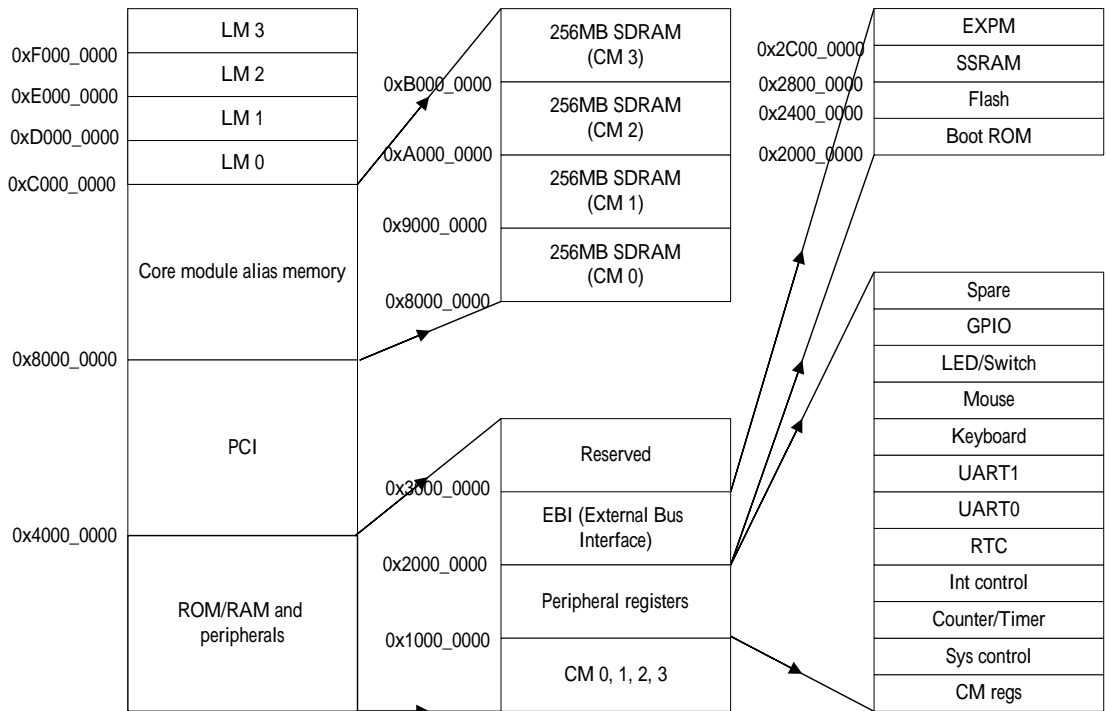 LM 3
0xF000_0000
LM 2
0xE000_0000
LM 1
0xD000_0000
LM 0
0xC000_0000
Core module alias memory
0x8000_0000
PCI
0x4000_0000
ROM/RAM and
peripherals
256MB SDRAM
(CM 3)
0xB000_0000
256MB SDRAM
(CM 2)
0xA000_0000
256MB SDRAM
(CM 1)
0x9000_0000
256MB SDRAM
(CM 0)
0x8000_0000
Reserved
0x3000_0000
EBI (External Bus
Interface)
0x2000_0000
Peripheral registers
0x1000_0000
CM 0, 1, 2, 3
EXPM
0x2C00_0000
SSRAM
0x2800_0000
Flash
0x2400_0000
Boot ROM
0x2000_0000
Spare
GPIO
LED/Switch
Mouse
Keyboard
UART1
UART0
RTC
Int control
Counter/Timer
Sys control
CM regs